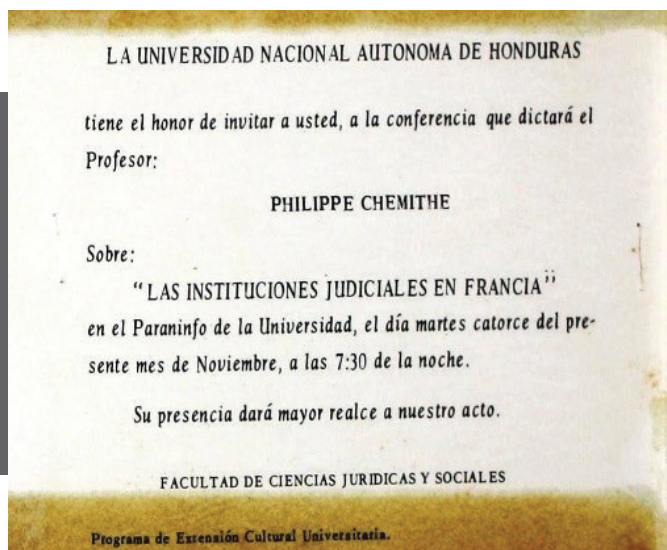 LA UNIVERSIDAD NACIONAL AUTONOMA DE HONDURAS
tiene el honor de invitar a usted, a la conferencia que dictará el
Profesor:
PHILIPPE CHEMITHE
Sobre:
"LAS INSTITUCIONES JUDICIALES EN FRANCIA"
en el Paraninfo de la Universidad, el día martes catorce del pre-
sente mes de Noviembre, a las 7:30 de la noche.
Su presencia dará mayor realce a nuestro acto.
FACULTAD DE CIENCIAS JURIDICAS Y SOCIALES
Programa de Extensión Cultural Universitaria.